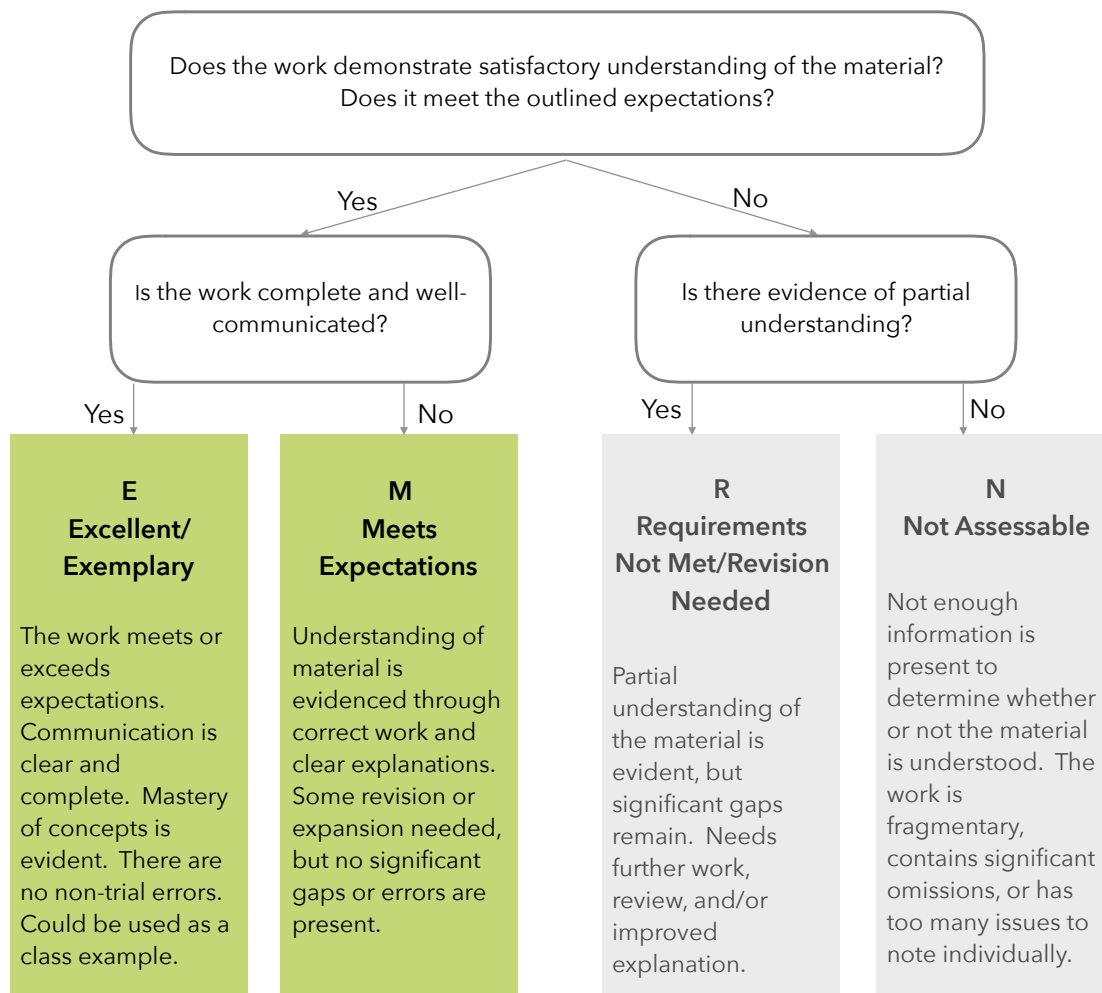 Does the work demonstrate satisfactory understanding of the material?
Does it meet the outlined expectations?
Yes
No
Is the work complete and well-
communicated?
Is there evidence of partial
understanding?
Yes
No
Yes
No
E
Excellent/
Exemplary
The work meets or
exceeds
expectations.
Communication is
clear and
complete.  Mastery
of concepts is
evident.  There are
no non-trial errors.
Could be used as a
class example.
M
Meets
Expectations
Understanding of
material is
evidenced through
correct work and
clear explanations.
Some revision or
expansion needed,
but no significant
gaps or errors are
present.
R
Requirements
Not Met/Revision
Needed
Partial
understanding of
the material is
evident, but
significant gaps
remain.  Needs
further work,
review, and/or
improved
explanation.
N
Not Assessable
Not enough
information is
present to
determine whether
or not the material
is understood.  The
work is
fragmentary,
contains significant
omissions, or has
too many issues to
note individually.